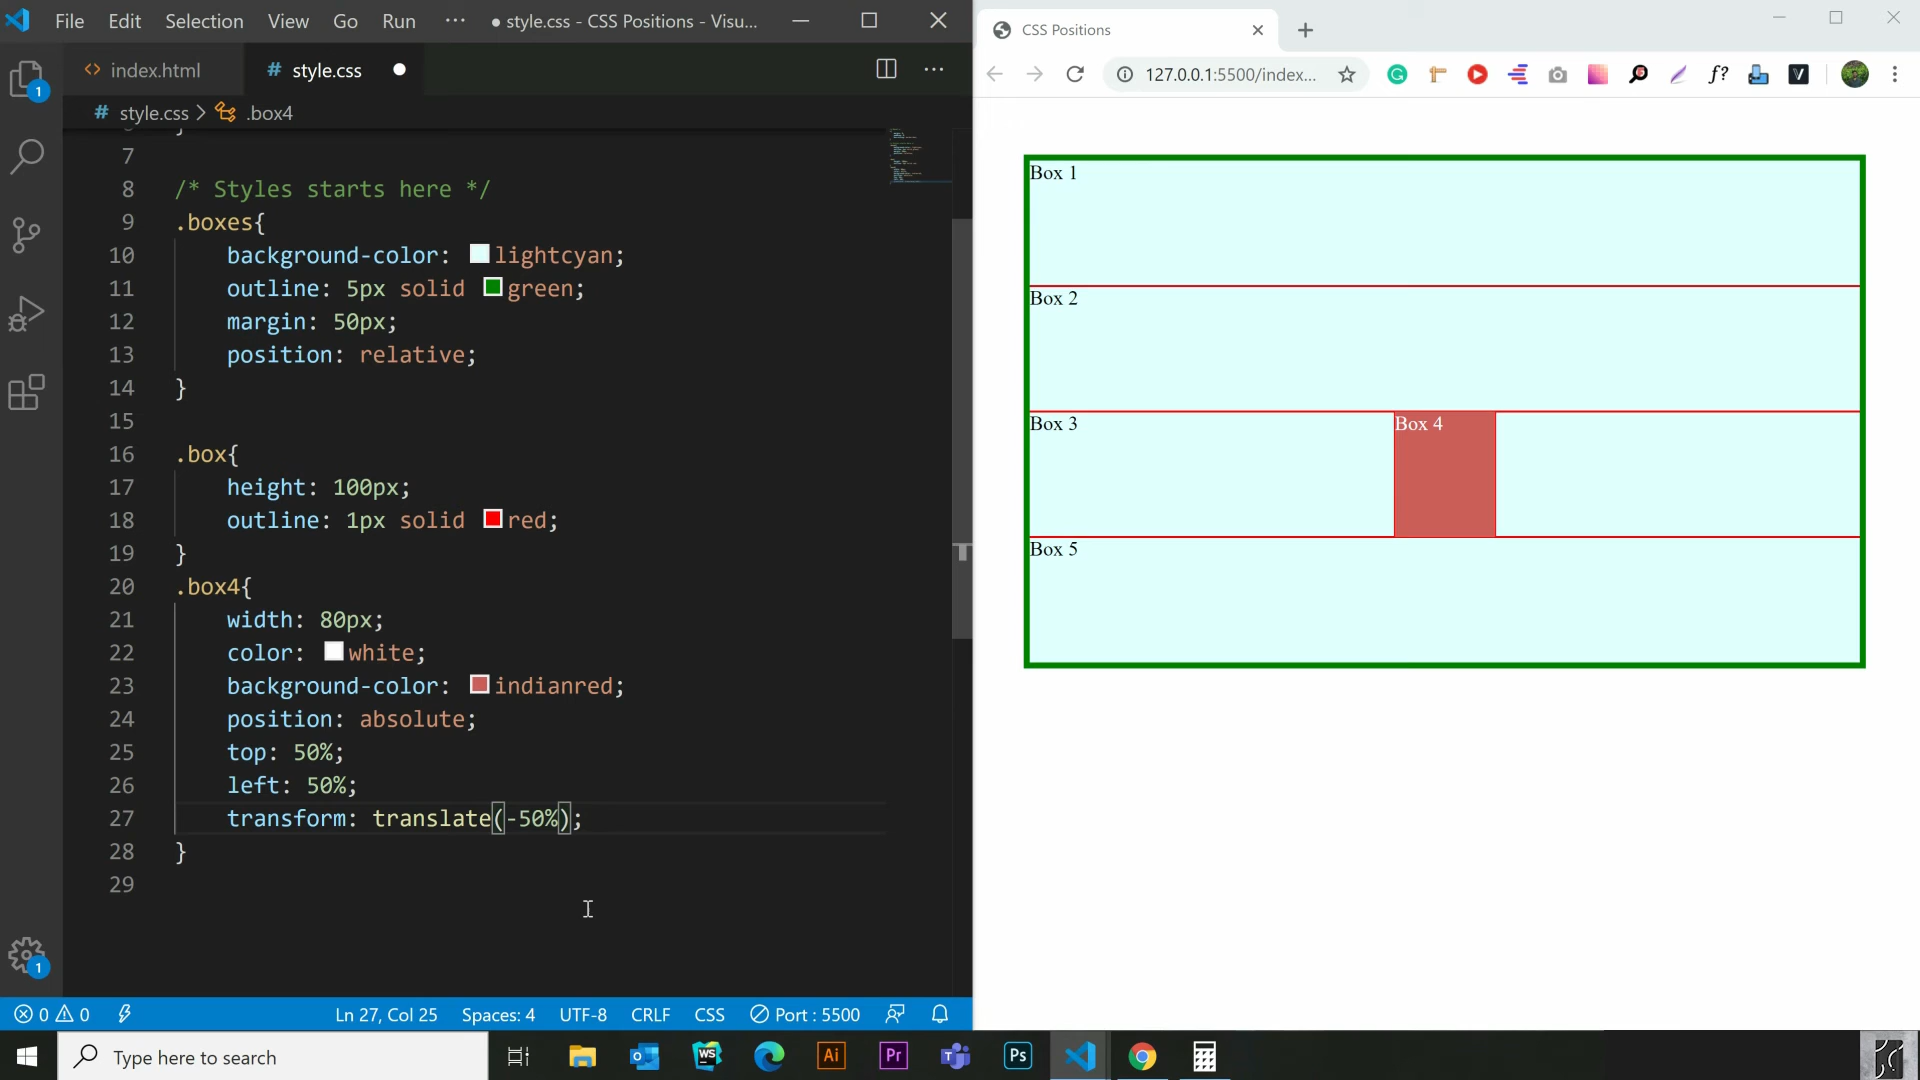 File Edit Selection View Go Run ··· ● style.css - CSS Positions - Visu...
index.html # style.css
# style.css > .box4
7
8 /* Styles starts here */
9 .boxes{
10 background-color: lightcyan;
11 outline: 5px solid green;
12 margin: 50px;
13 position: relative;
14 }
15
16 .box{
17 height: 100px;
18 outline: 1px solid red;
19 }
20 .box4{
21 width: 80px;
22 color: white;
23 background-color: indianred;
24 position: absolute;
25 top: 50%;
26 left: 50%;
27 transform: translate(-50%);
28 }
29
1
1
0 0 Ln 27, Col 25 Spaces: 4 UTF-8 CRLF CSS Port : 5500
CSS Positions
127.0.0.1:5500/index...
f?
V
Box 1
Box 2
Box 3 Box 4
Box 5
Type here to search
WS
Ai
Pr
Ps